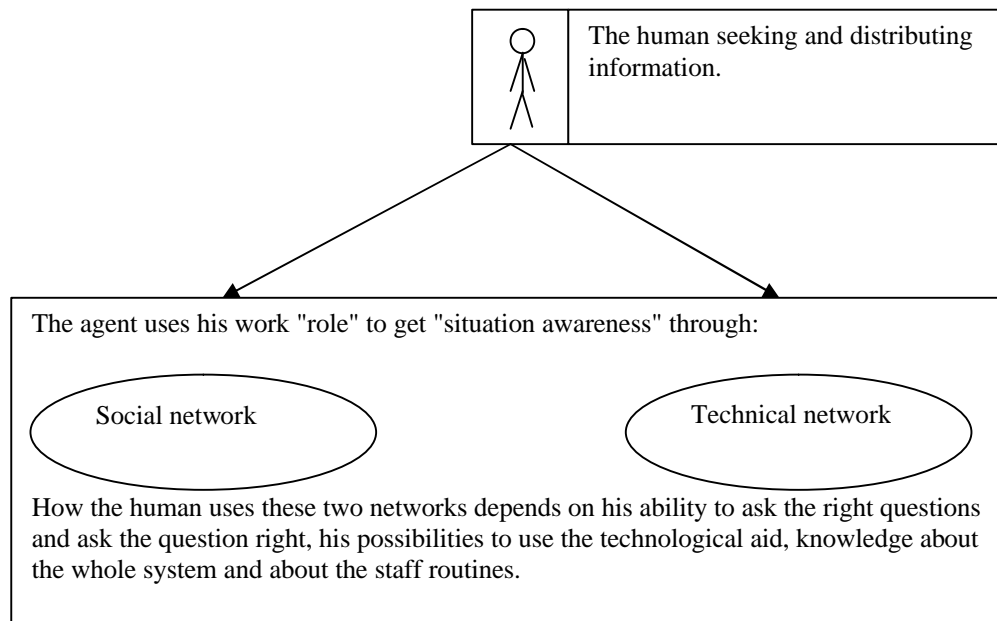 The human seeking and distributing
information.
The agent uses his work "role" to get "situation awareness" through:
Social network
Technical network
How the human uses these two networks depends on his ability to ask the right questions
and ask the question right, his possibilities to use the technological aid, knowledge about
the whole system and about the staff routines.